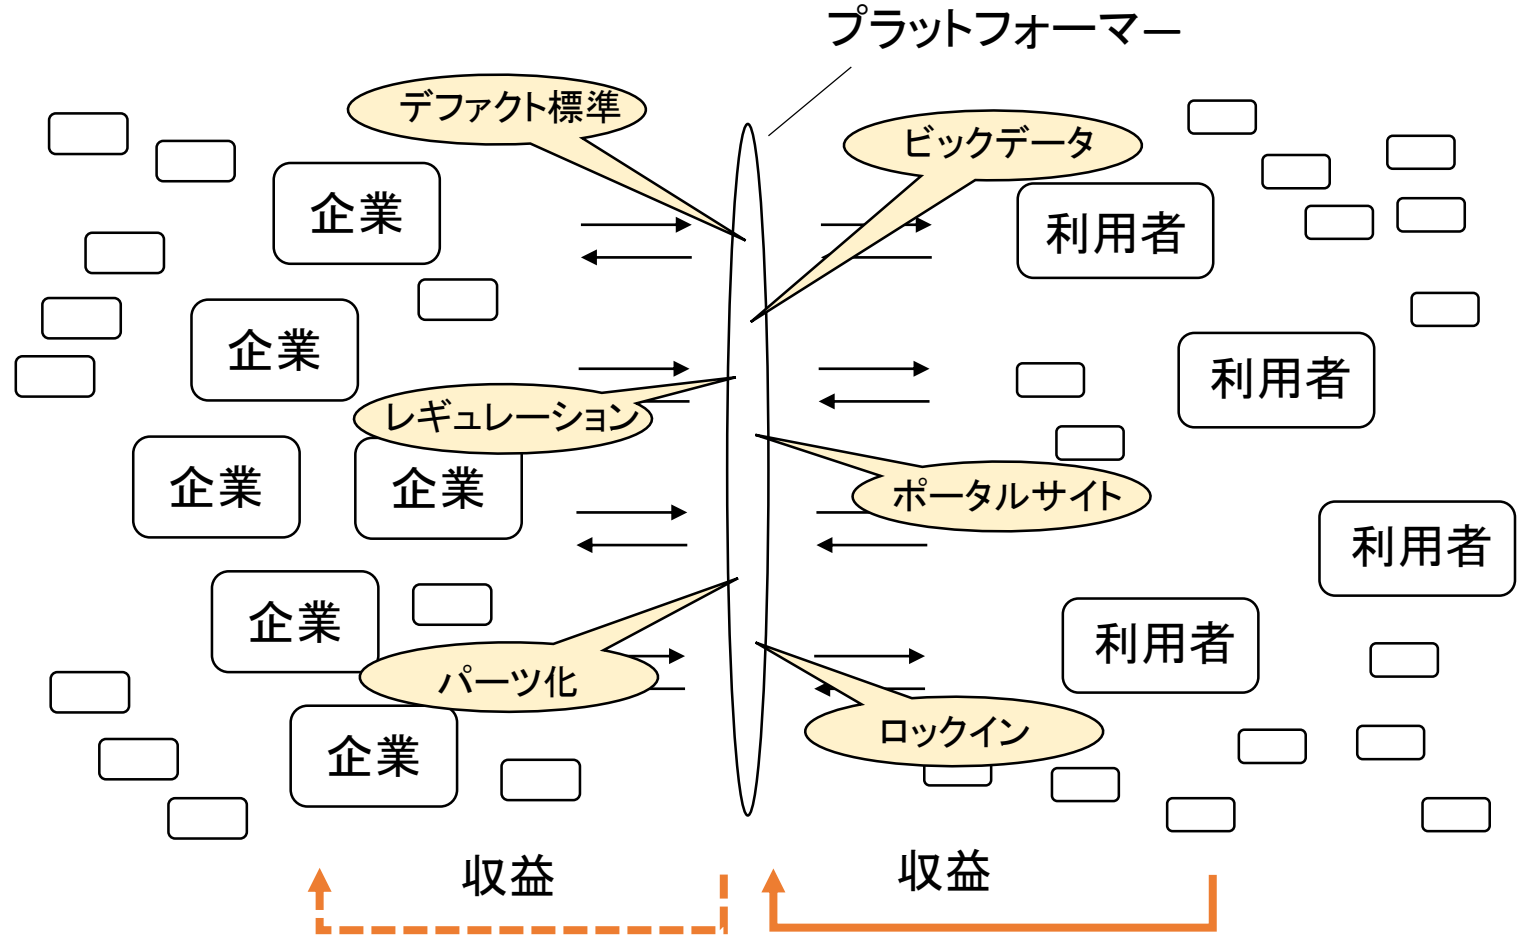 プラットフォーマー
デファクト標準
ビックデータ
企業
利用者
企業
利用者
レギュレーション
企業
企業
ポータルサイト
利用者
企業
利用者
パーツ化
ロックイン
企業
収益
収益